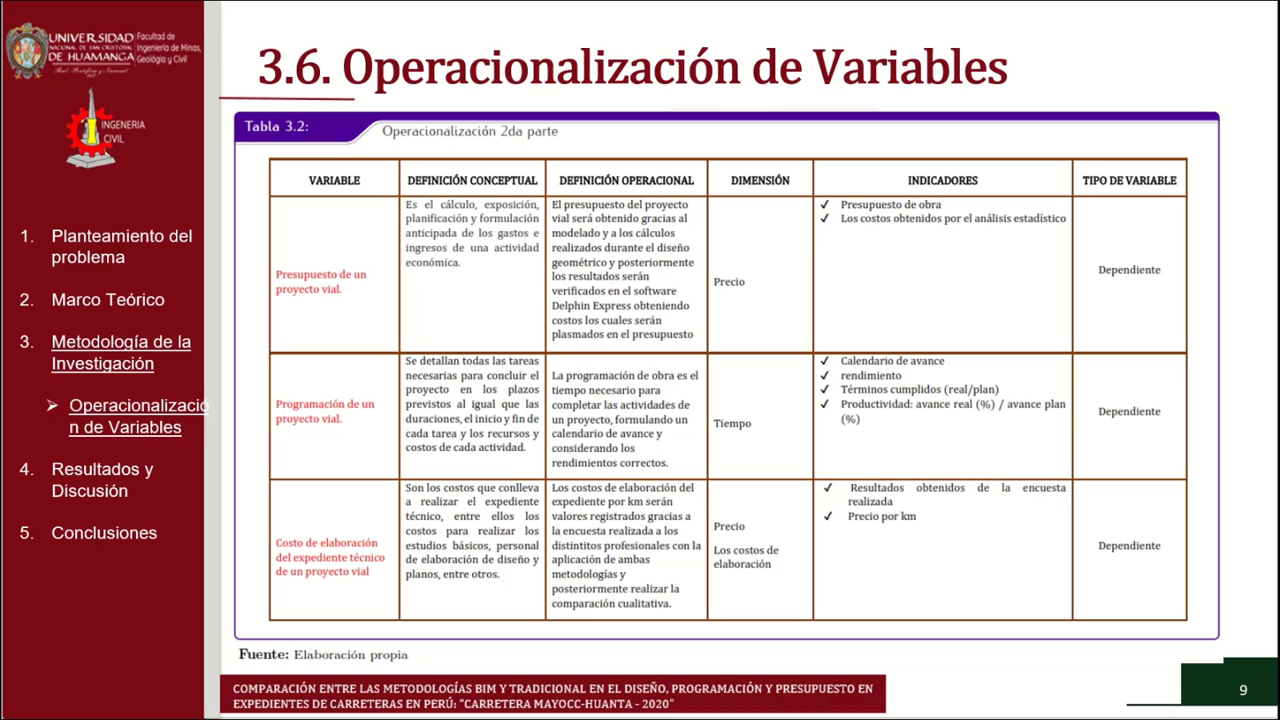 UNIVERSIDAD
NACIONAL DE SAN CRISTOBAL
DE HUAMANGA
Real, Pontificia y Nacional
Facultad de
Ingeniería de Minas,
Geología y Civil
INGENERIA
CIVIL
1. Planteamiento del
problema
2. Marco Teórico
3. Metodología de la
Investigación
Operacionalizació
n de Variables
4. Resultados y
Discusión
5. Conclusiones
3.6. Operacionalización de Variables
Tabla 3.2:
Operacionalización 2da parte
VARIABLE
DEFINICIÓN CONCEPTUAL
DEFINICIÓN OPERACIONAL
DIMENSIÓN
INDICADORES
TIPO DE VARIABLE
Presupuesto de un
proyecto vial.
Es el cálculo, exposición,
planificación y formulación
anticipada de los gastos e
ingresos de una actividad
económica.
El presupuesto del proyecto
vial será obtenido gracias al
modelado y a los cálculos
realizados durante el diseño
geométrico y posteriormente
los resultados serán
verificados en el software
Delphin Express obteniendo
costos los cuales serán
plasmados en el presupuesto
Precio
✓ Presupuesto de obra
✓ Los costos obtenidos por el análisis estadístico
Dependiente
Programación de un
proyecto vial.
Se detallan todas las tareas
necesarias para concluir el
proyecto en los plazos
previstos al igual que las
duraciones, el inicio y fin de
cada tarea y los recursos y
costos de cada actividad.
La programación de obra es el
tiempo necesario para
completar las actividades de
un proyecto, formulando un
calendario de avance y
considerando los
rendimientos correctos.
Tiempo
✓ Calendario de avance
✓ rendimiento
✓ Términos cumplidos (real/plan)
✓ Productividad: avance real (%) / avance plan
(%)
Dependiente
Costo de elaboración
del expediente técnico
de un proyecto vial
Son los costos que conlleva
a realizar el expediente
técnico, entre ellos los
costos para realizar los
estudios básicos, personal
de elaboración de diseño y
planos, entre otros.
Los costos de elaboración del
expediente por km serán
valores registrados gracias a
la encuesta realizada a los
distintitos profesionales con la
aplicación de ambas
metodologías y
posteriormente realizar la
comparación cualitativa.
Precio
Los costos de
elaboración
✓ Resultados obtenidos de la encuesta
realizada
✓ Precio por km
Dependiente
Fuente: Elaboración propia
COMPARACIÓN ENTRE LAS METODOLOGÍAS BIM Y TRADICIONAL EN EL DISEÑO, PROGRAMACIÓN Y PRESUPUESTO EN
EXPEDIENTES DE CARRETERAS EN PERÚ: "CARRETERA MAYOCC-HUANTA - 2020"
9